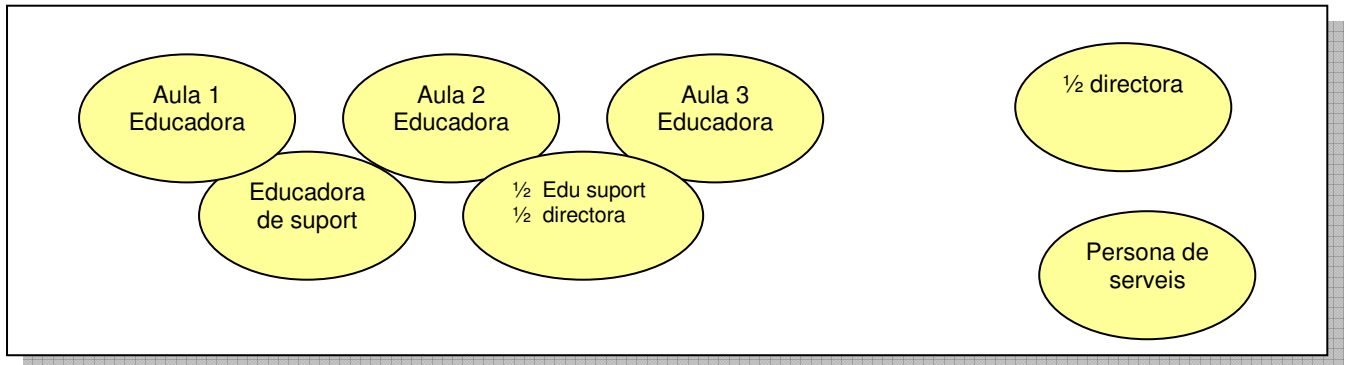 Aula 1
Educadora
Aula 2
Educadora
Aula 3
Educadora
½ directora
Educadora
de suport
½ Edu suport
½ directora
Persona de
serveis